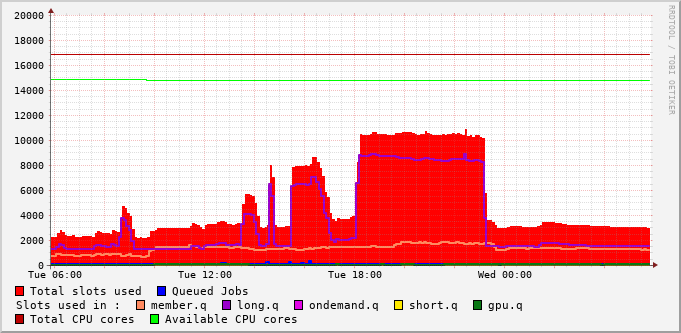 20000
18000
16000
14000
12000
10000
8000
6000
4000
2000
0
Tue 06:00 Tue 12:00 Tue 18:00 Wed 00:00
RRDTOOL / TOBI OETIKER
Total slots used Queued Jobs
Slots used in : member.q long.q ondemand.q short.q gpu.q
Total CPU cores Available CPU cores